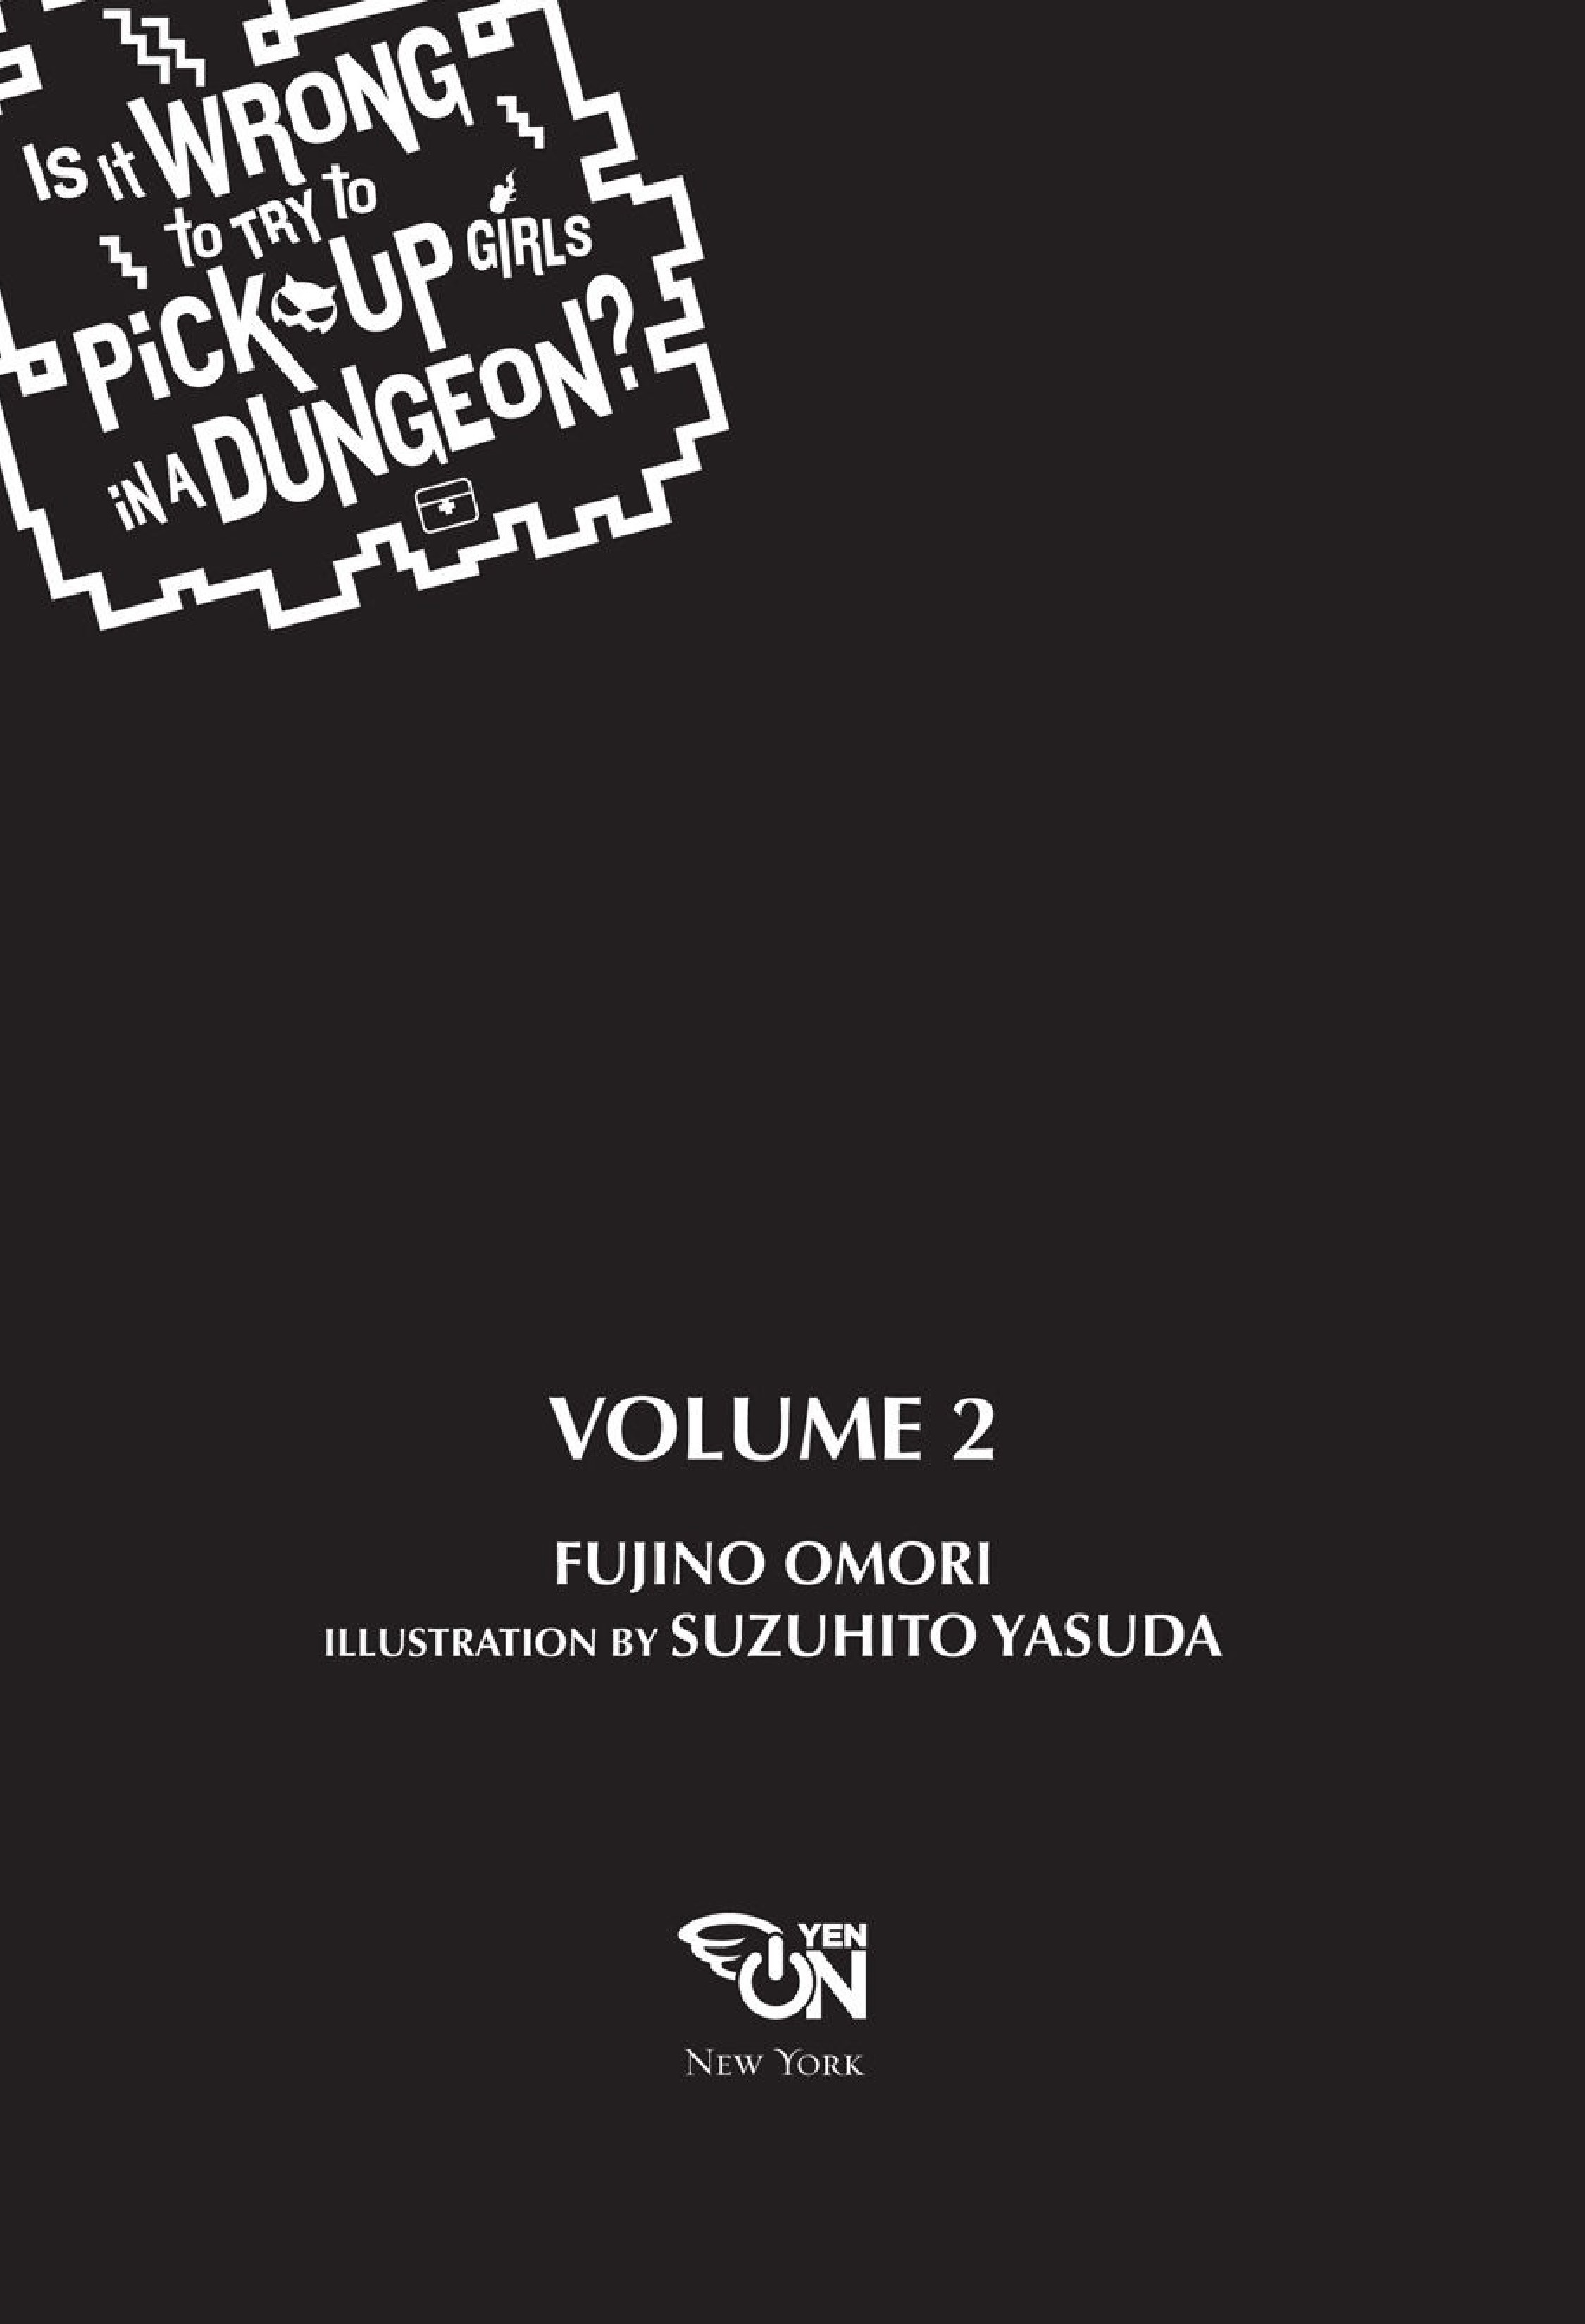 Is It WRONG
to TRY to
PiCK UP GIRLS
iN A DUNGEON?
VOLUME 2
FUJINO OMORI
ILLUSTRATION BY SUZUHITO YASUDA
YEN
ON
NEW YORK